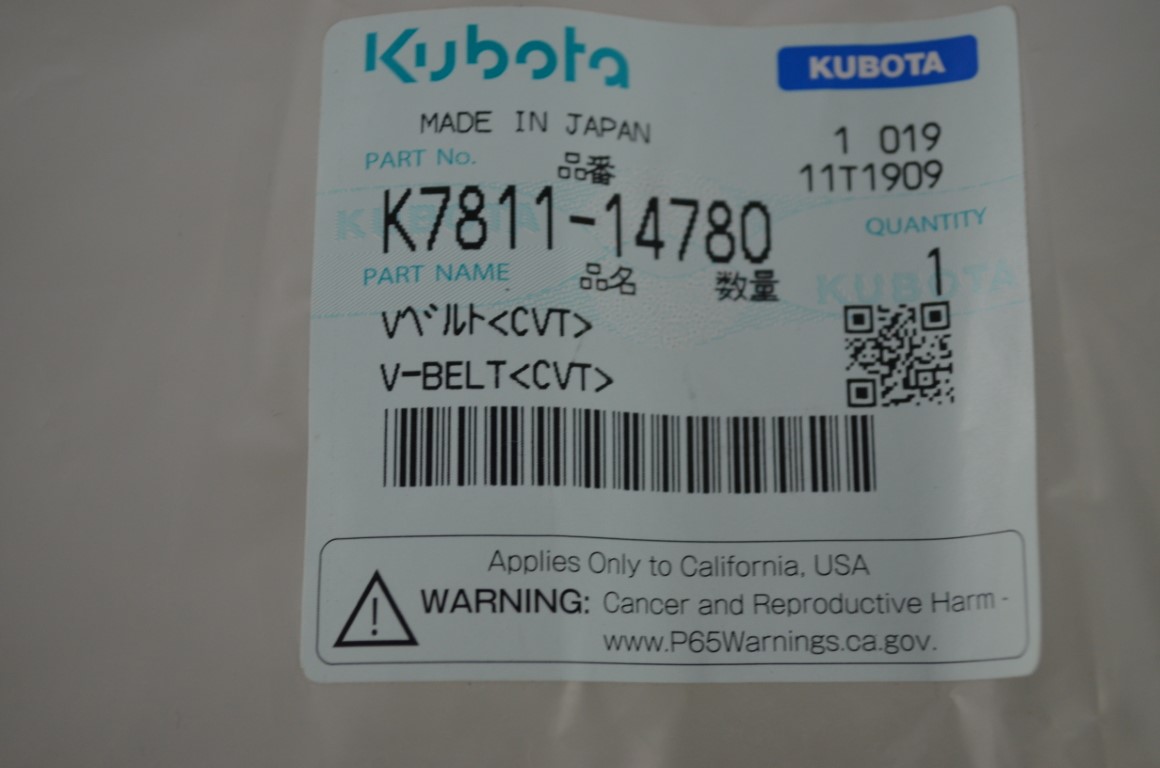 Kubota
KUBOTA
MADE IN JAPAN
1 019
PART No.
品番
11T1909
K7811-14780
QUANTITY
PART NAME
品名
数量
1
KUBOTA
KUBOTA
Vベルト<CVT>
V-BELT<CVT>
Applies Only to California, USA
WARNING: Cancer and Reproductive Harm -
www.P65Warnings.ca.gov.